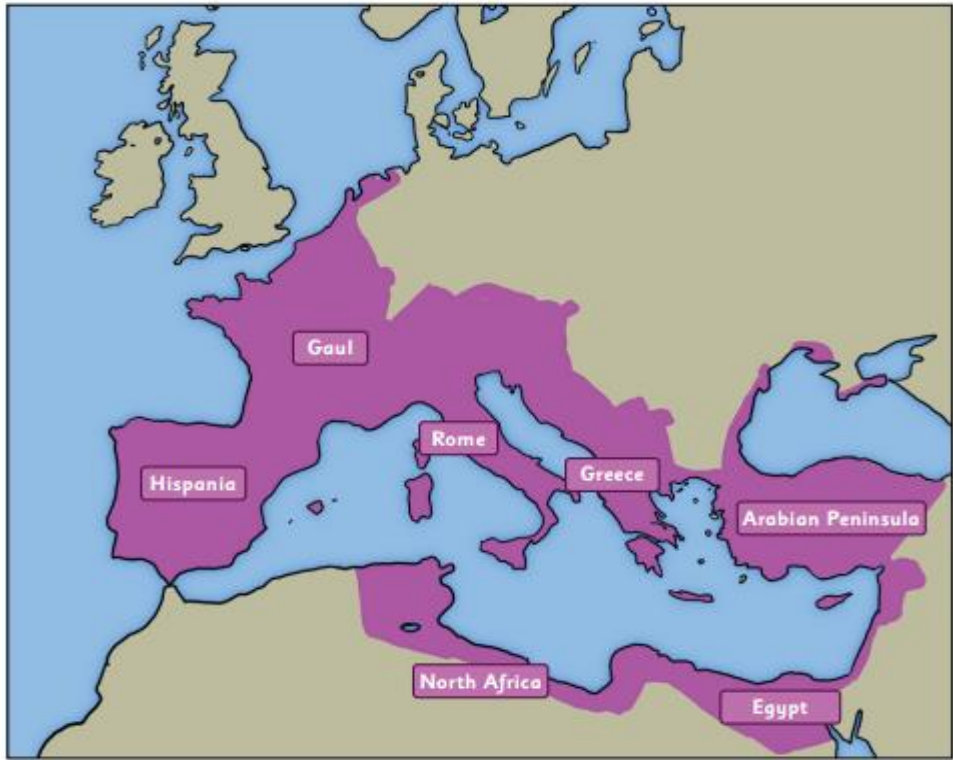 Gaul
Rome
Hispania
Greece
Arabian Peninsula
North Africa
Egypt